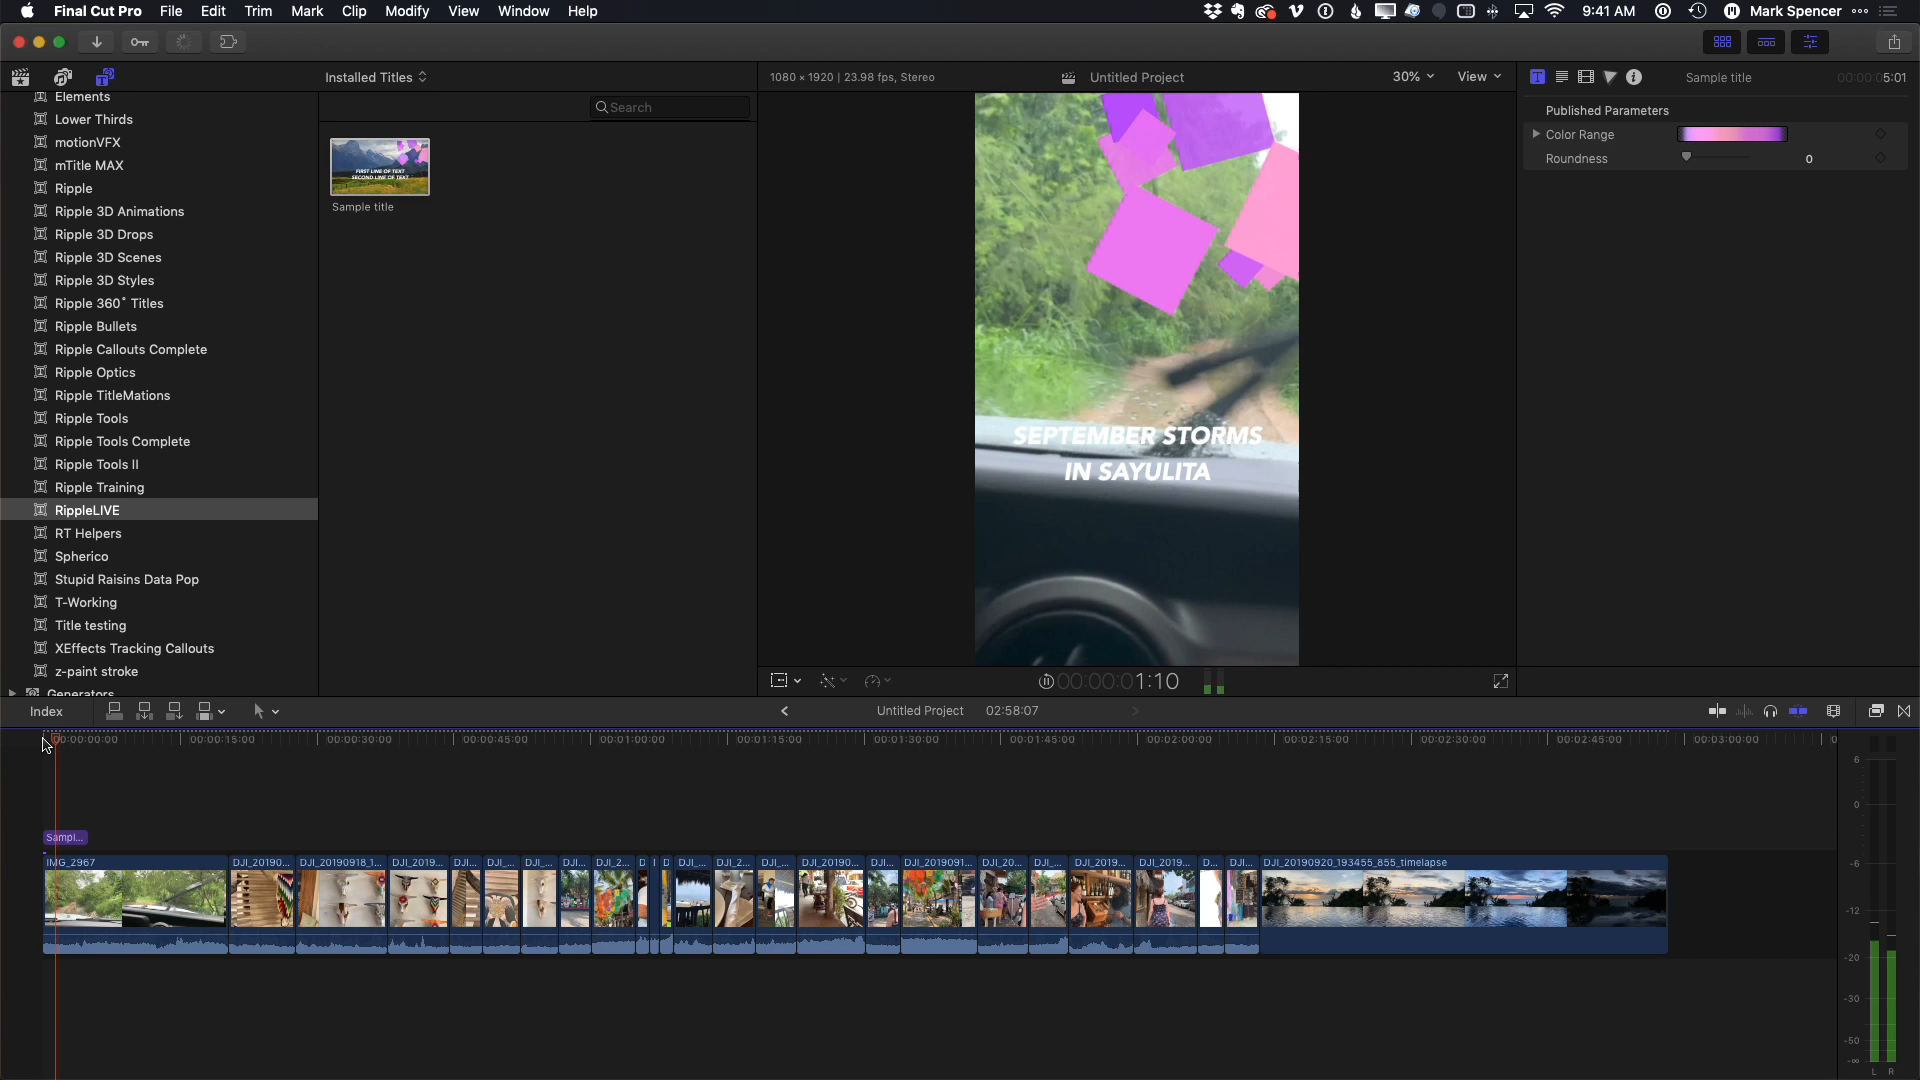 Final Cut Pro File Edit Trim Mark Clip Modify View Window Help 9:41 AM Mark Spencer
Installed Titles
1080 × 1920 | 23.98 fps, Stereo Untitled Project 30% View
Sample title 00:00:05:01
Elements
Lower Thirds
motionVFX
mTitle MAX
Ripple
Ripple 3D Animations
Ripple 3D Drops
Ripple 3D Scenes
Ripple 3D Styles
Ripple 360° Titles
Ripple Bullets
Ripple Callouts Complete
Ripple Optics
Ripple TitleMations
Ripple Tools
Ripple Tools Complete
Ripple Tools II
Ripple Training
RippleLIVE
RT Helpers
Spherico
Stupid Raisins Data Pop
T-Working
Title testing
XEffects Tracking Callouts
z-paint stroke
Generators
Search
FIRST LINE OF TEXT
SECOND LINE OF TEXT
Sample title
SEPTEMBER STORMS
IN SAYULITA
Published Parameters
Color Range
Roundness 0
00:00:01:10
Index Untitled Project 02:58:07
00:00:00:00 00:00:15:00 00:00:30:00 00:00:45:00 00:01:00:00 00:01:15:00 00:01:30:00 00:01:45:00 00:02:00:00 00:02:15:00 00:02:30:00 00:02:45:00 00:03:00:00
Sampl...
IMG_2967 DJI_20190... DJI_20190918_1... DJI_2019... DJI... DJI_... DJI_... DJI... DJI_2... D I D DJI_... DJI_2... DJI_... DJI_20190... DJI... DJI_2019091... DJI_20... DJI_... DJI_2019... DJI_2019... D... DJI... DJI_20190920_193455_855_timelapse
6
0
-6
-12
-20
-30
-50
-∞
L R